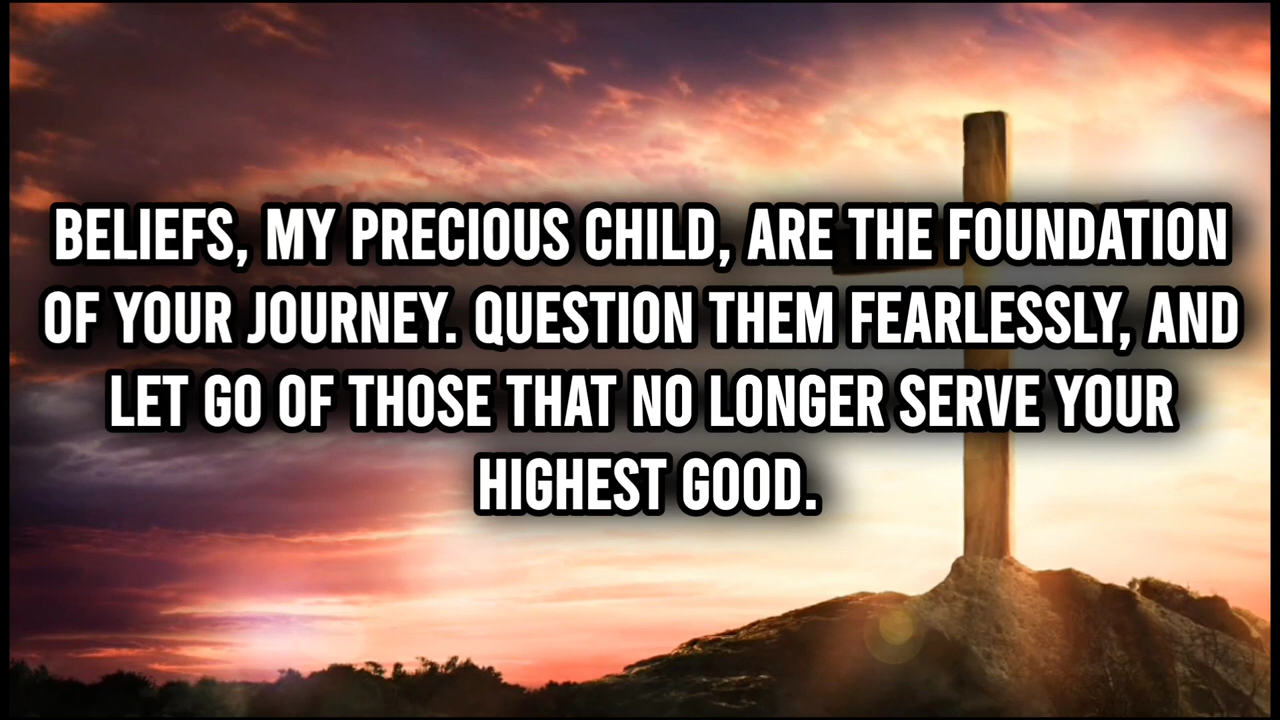 BELIEFS, MY PRECIOUS CHILD, ARE THE FOUNDATION
OF YOUR JOURNEY. QUESTION THEM FEARLESSLY, AND
LET GO OF THOSE THAT NO LONGER SERVE YOUR
HIGHEST GOOD.